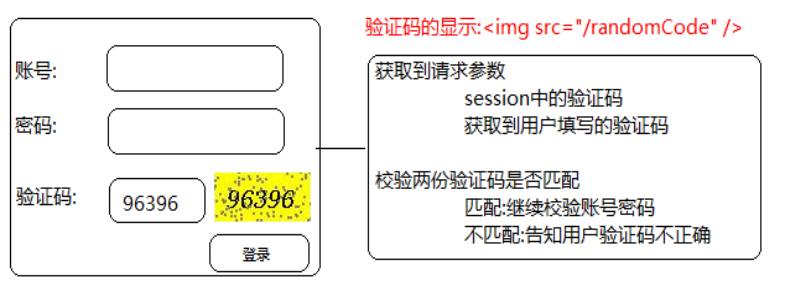 验证码的显示:<img src="/randomCode" />
账号:
密码:
验证码:
96396
96396
登录
获取到请求参数
session中的验证码
获取到用户填写的验证码
校验两份验证码是否匹配
匹配:继续校验账号密码
不匹配:告知用户验证码不正确